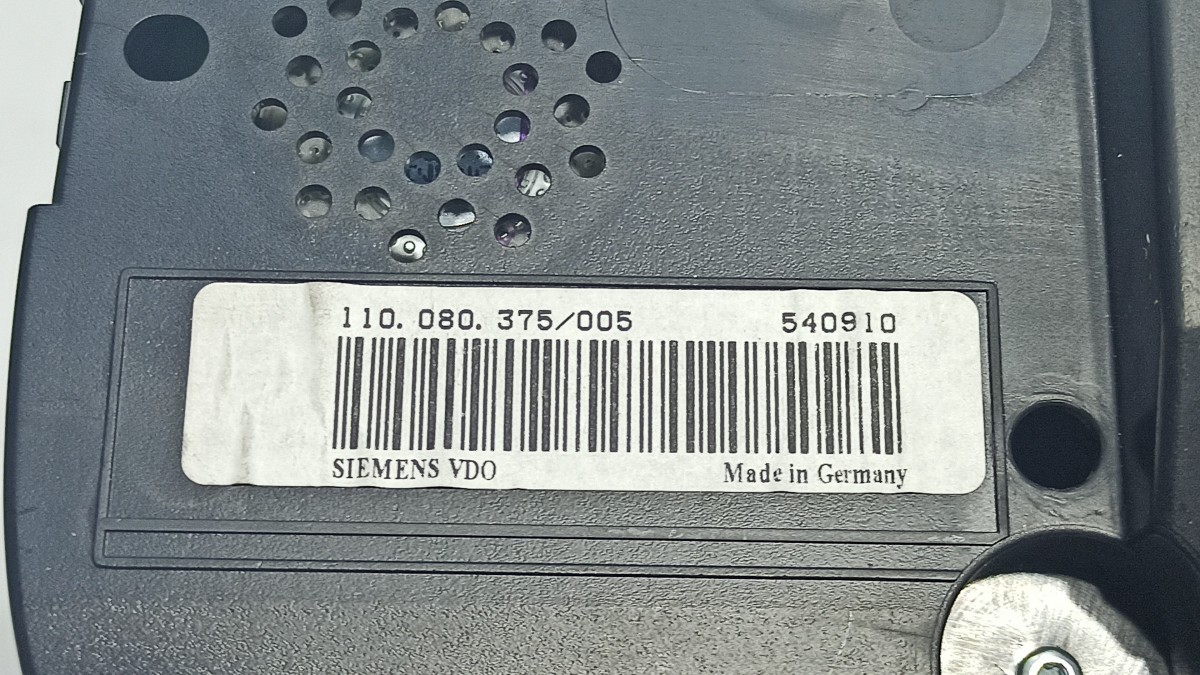 110.080.375/005 540910
SIEMENS VDO Made in Germany